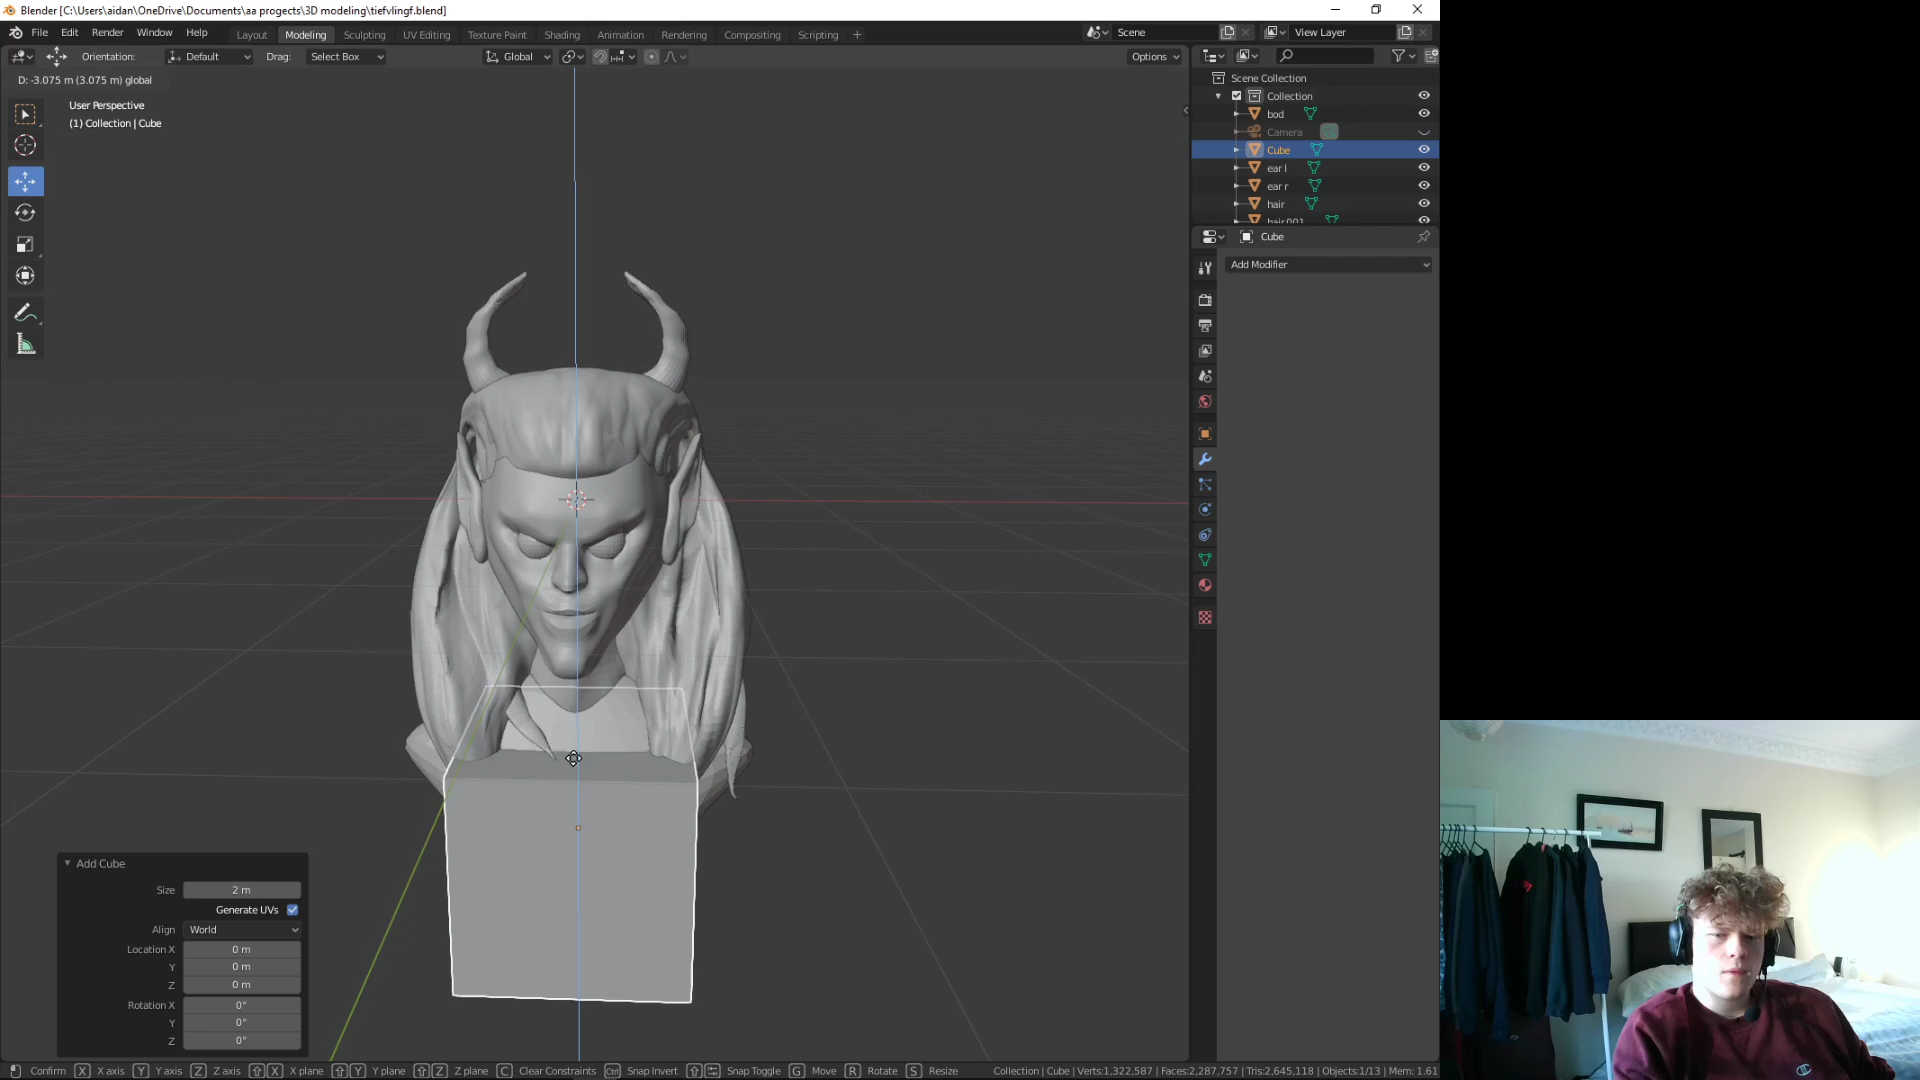 Blender [C:\Users\aidan\OneDrive\Documents\aa progects\3D modeling\tiefvlingf.blend]
File Edit Render Window Help Layout Modeling Sculpting UV Editing Texture Paint Shading Animation Rendering Compositing Scripting + Scene View Layer
Orientation: Default Drag: Select Box Global Options
D: -3.075 m (3.075 m) global
User Perspective
(1) Collection | Cube
Scene Collection
Collection
bod
Camera
Cube
ear l
ear r
hair
hair.001
Cube
Add Modifier
Add Cube
Size 2 m
Generate UVs
Align World
Location X 0 m
Y 0 m
Z 0 m
Rotation X 0°
Y 0°
Z 0°
Confirm X X axis Y Y axis Z Z axis X X plane Y Y plane Z Z plane C Clear Constraints Ctrl Snap Invert Snap Toggle G Move R Rotate S Resize Collection | Cube | Verts:1,322,587 | Faces:2,287,757 | Tris:2,645,118 | Objects:1/13 | Mem: 1.61